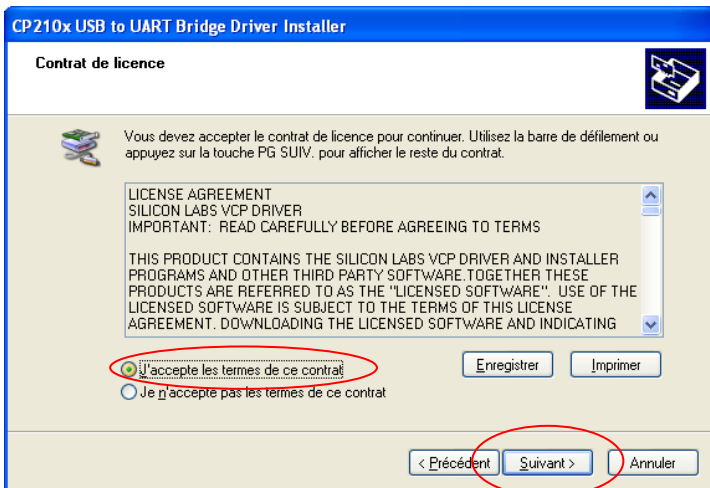 CP210x USB to UART Bridge Driver Installer
Contrat de licence
Vous devez accepter le contrat de licence pour continuer. Utilisez la barre de défilement ou
appuyez sur la touche PG SUIV. pour afficher le reste du contrat.
LICENSE AGREEMENT
SILICON LABS VCP DRIVER
IMPORTANT:  READ CAREFULLY BEFORE AGREEING TO TERMS
THIS PRODUCT CONTAINS THE SILICON LABS VCP DRIVER AND INSTALLER
PROGRAMS AND OTHER THIRD PARTY SOFTWARE.TOGETHER THESE
PRODUCTS ARE REFERRED TO AS THE "LICENSED SOFTWARE".  USE OF THE
LICENSED SOFTWARE IS SUBJECT TO THE TERMS OF THIS LICENSE
AGREEMENT. DOWNLOADING THE LICENSED SOFTWARE AND INDICATING
J'accepte les termes de ce contrat
Enregistrer
Imprimer
Je n'accepte pas les termes de ce contrat
< Précédent
Suivant >
Annuler